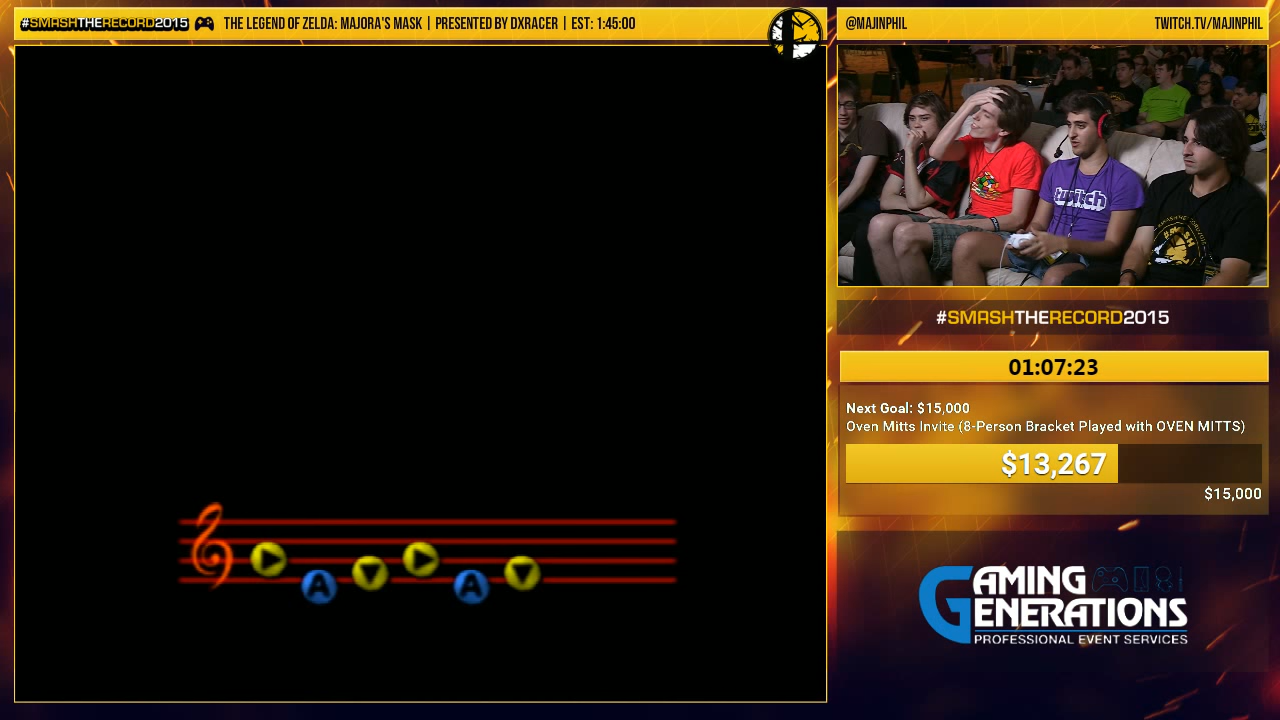 #SMASHTHERECORD2015 THE LEGEND OF ZELDA: MAJORA'S MASK | PRESENTED BY DXRACER | EST: 1:45:00
@MAJINPHIL TWITCH.TV/MAJINPHIL
twitch
#SMASHTHERECORD2015
01:07:23
Next Goal: $15,000
Oven Mitts Invite (8-Person Bracket Played with OVEN MITTS)
$13,267
$15,000
A A
GAMING
GENERATIONS
PROFESSIONAL EVENT SERVICES